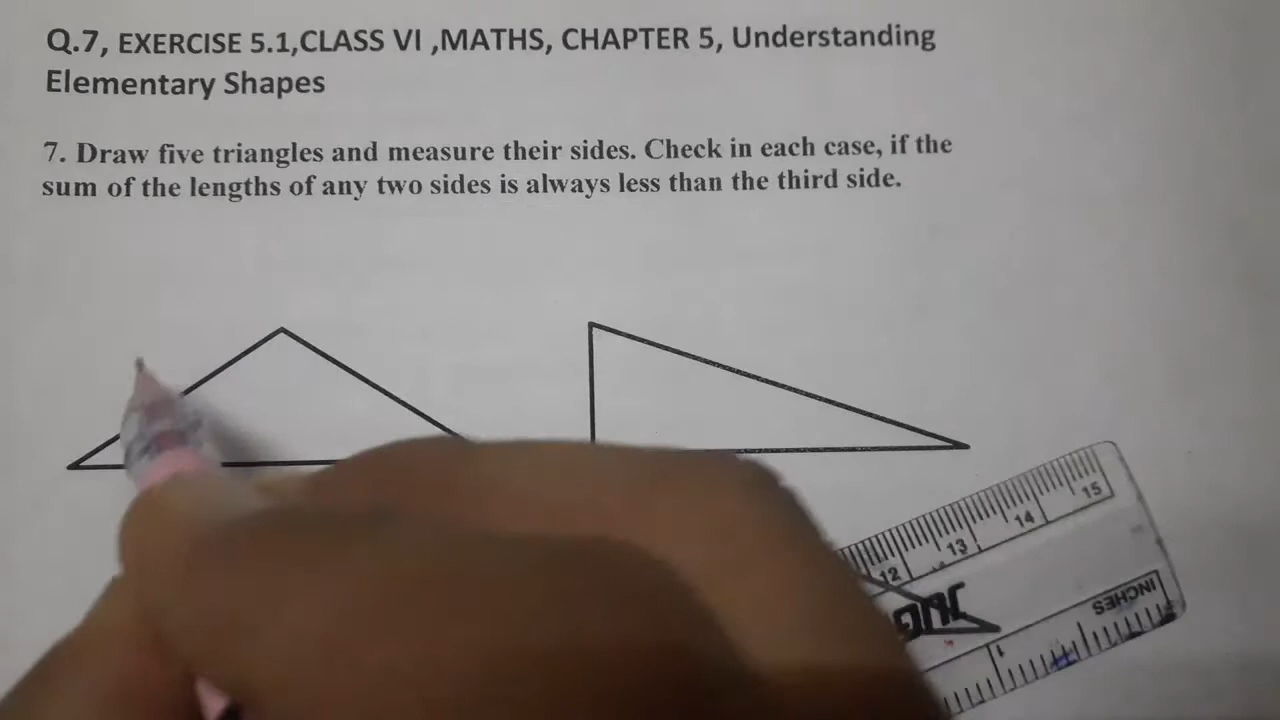 Q.7, EXERCISE 5.1,CLASS VI ,MATHS, CHAPTER 5, Understanding
Elementary Shapes
7. Draw five triangles and measure their sides. Check in each case, if the
sum of the lengths of any two sides is always less than the third side.
12 13 14 15
INCHES
1